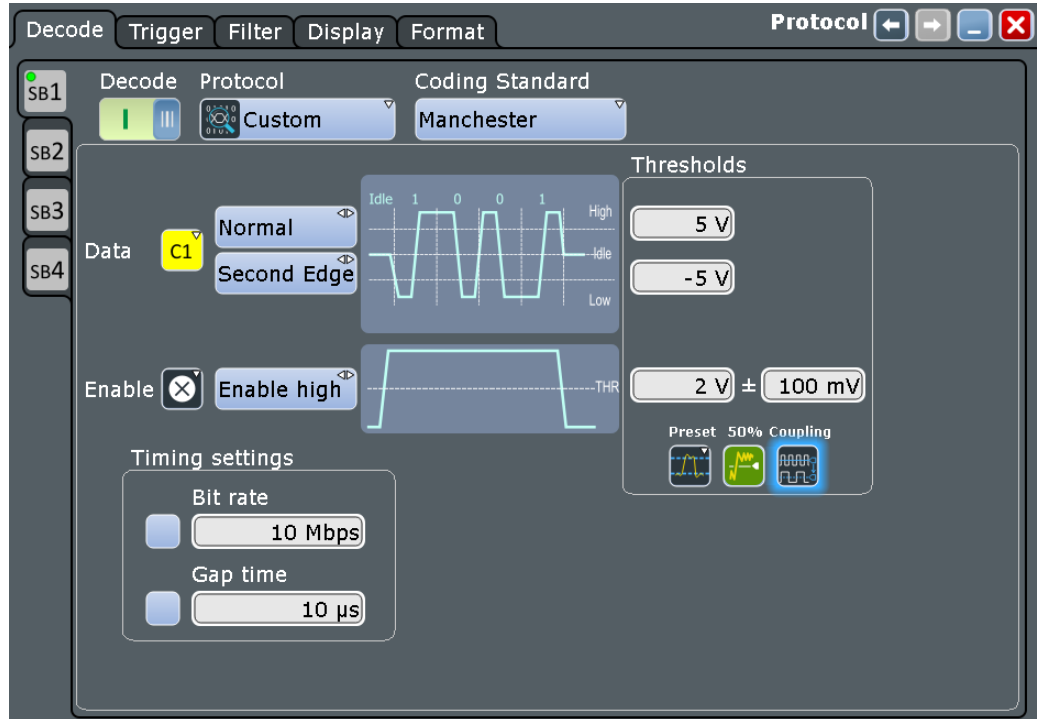 Decode Trigger Filter Display Format Protocol
SB1
SB2
SB3
SB4
Decode Protocol Coding Standard
Custom Manchester
Thresholds
Data C1 Normal
Second Edge
Idle 1 0 0 1
High
Idle
Low
5 V
-5 V
Enable Enable high
THR
2 V ± 100 mV
Preset 50% Coupling
Timing settings
Bit rate
10 Mbps
Gap time
10 µs